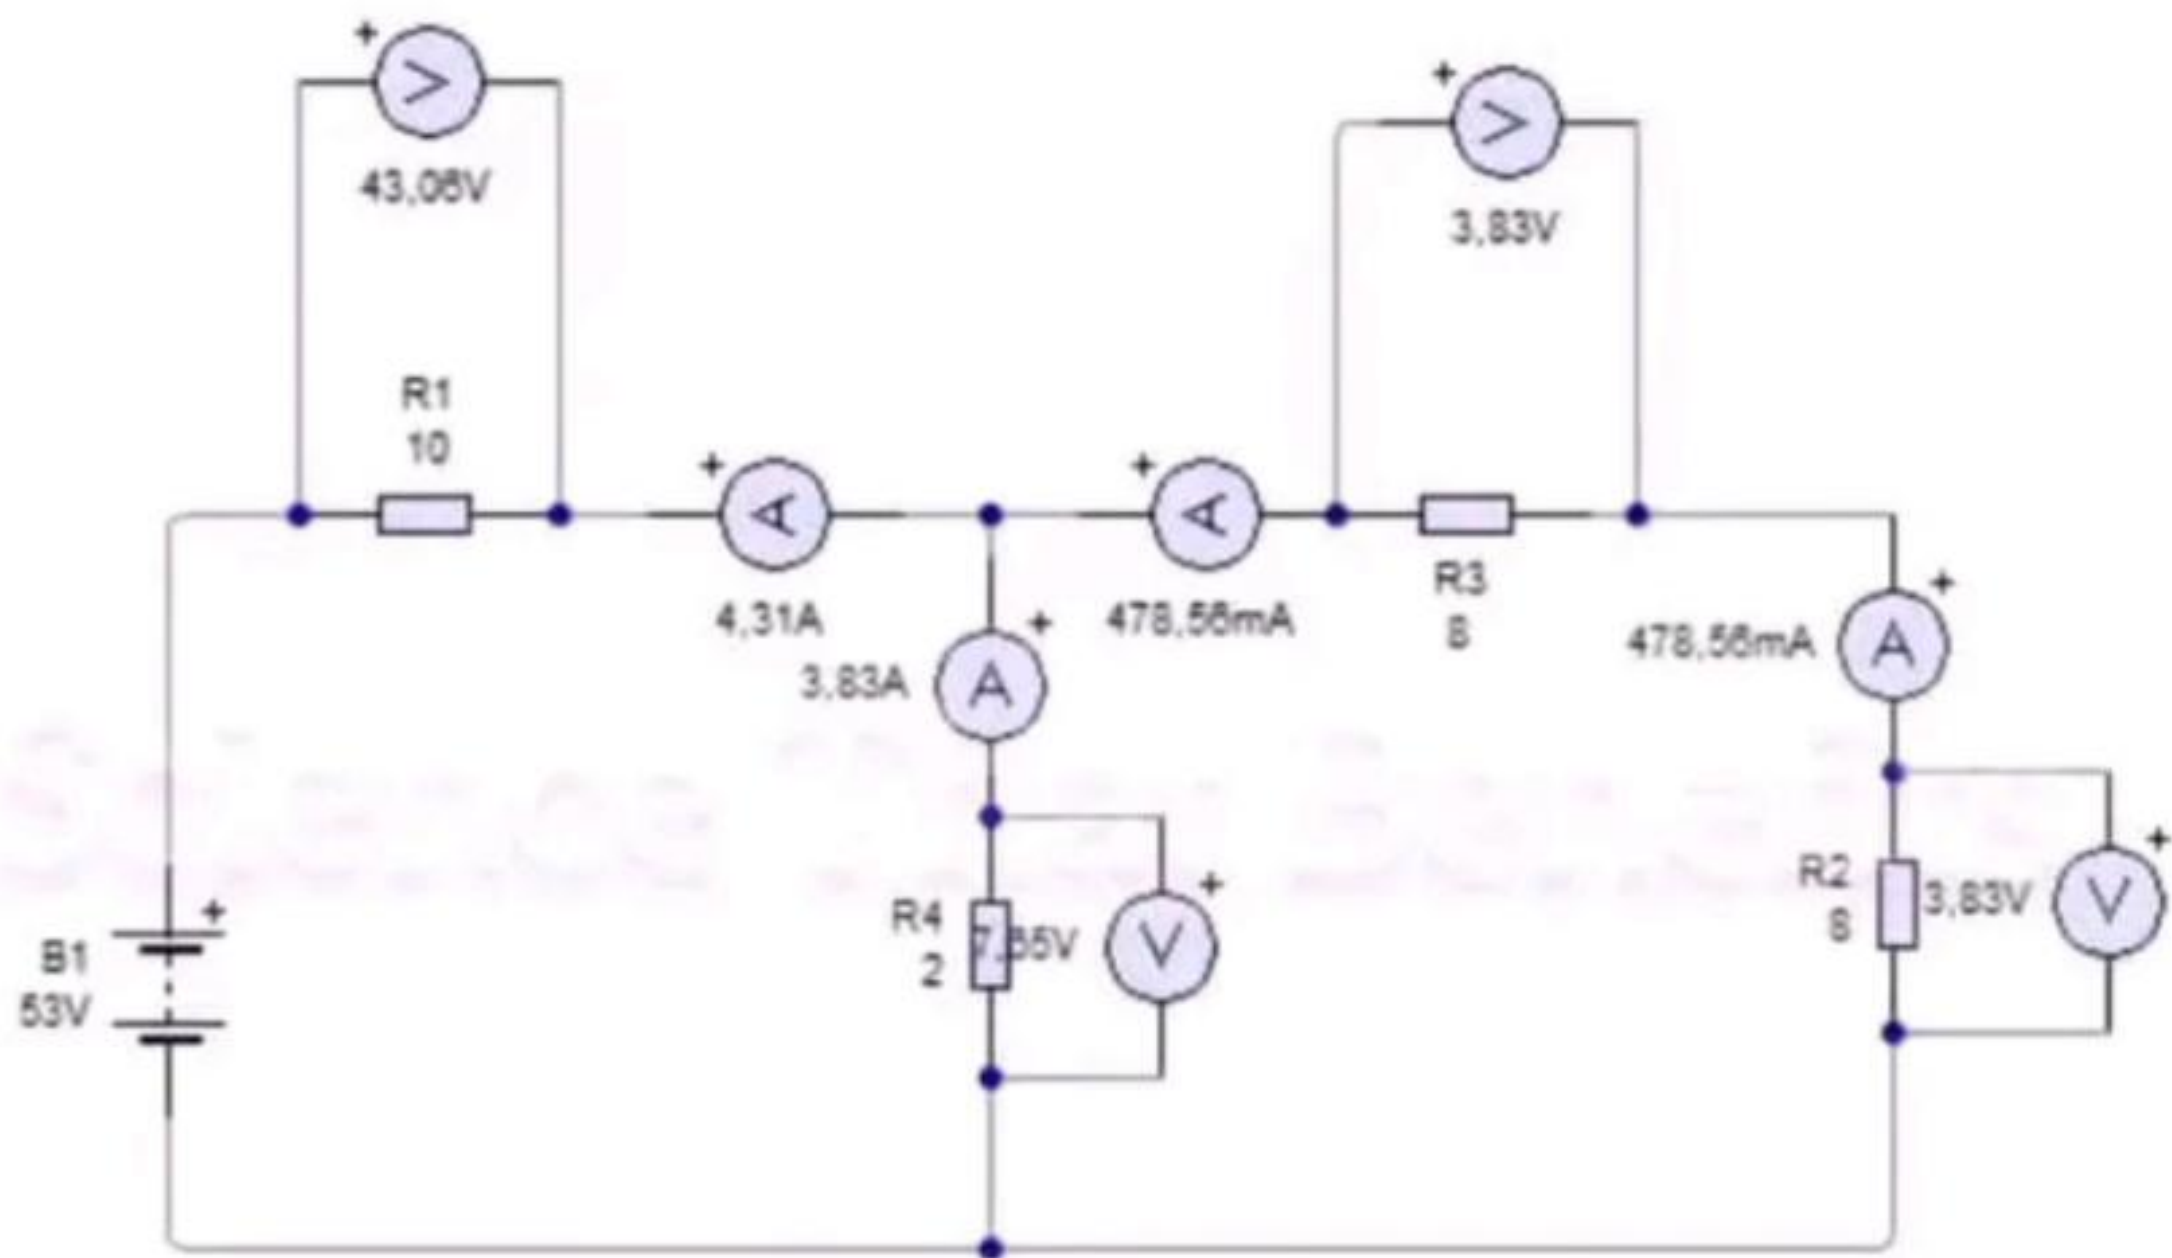 +
V
43,06V
+
V
3,83V
R1
10
+
A
4,31A
+
A
478,56mA
R3
8
+
A
3,83A
+
A
478,56mA
+
B1
53V
R4
2
+
V
R2
8
3,83V
+
V